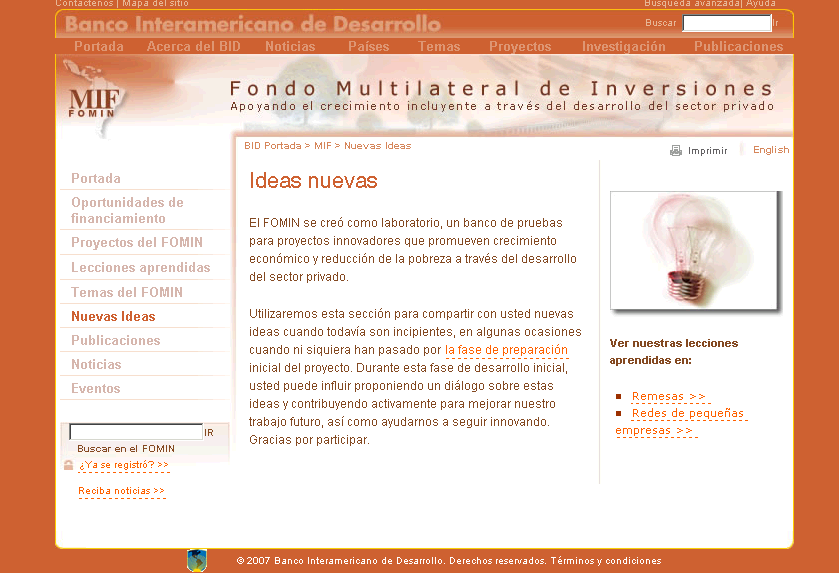 Contáctenos | Mapa del sitio
Búsqueda avanzada| Ayuda
Banco Interamericano de Desarrollo
Buscar
Ir
Portada Acerca del BID Noticias Países Temas Proyectos Investigación Publicaciones
MIF
FOMIN
Fondo Multilateral de Inversiones
Apoyando el crecimiento incluyente a través del desarrollo del sector privado
BID Portada > MIF > Nuevas Ideas
Imprimir
English
Portada
Oportunidades de
financiamiento
Proyectos del FOMIN
Lecciones aprendidas
Temas del FOMIN
Nuevas Ideas
Publicaciones
Noticias
Eventos
IR
Buscar en el FOMIN
¿Ya se registró? >>
Reciba noticias >>
Ideas nuevas
El FOMIN se creó como laboratorio, un banco de pruebas
para proyectos innovadores que promueven crecimiento
económico y reducción de la pobreza a través del desarrollo
del sector privado.
Utilizaremos esta sección para compartir con usted nuevas
ideas cuando todavía son incipientes, en algunas ocasiones
cuando ni siquiera han pasado por la fase de preparación
inicial del proyecto. Durante esta fase de desarrollo inicial,
usted puede influir proponiendo un diálogo sobre estas
ideas y contribuyendo activamente para mejorar nuestro
trabajo futuro, así como ayudarnos a seguir innovando.
Gracias por participar.
Ver nuestras lecciones
aprendidas en:
Remesas >>
Redes de pequeñas
empresas >>
© 2007 Banco Interamericano de Desarrollo. Derechos reservados. Términos y condiciones